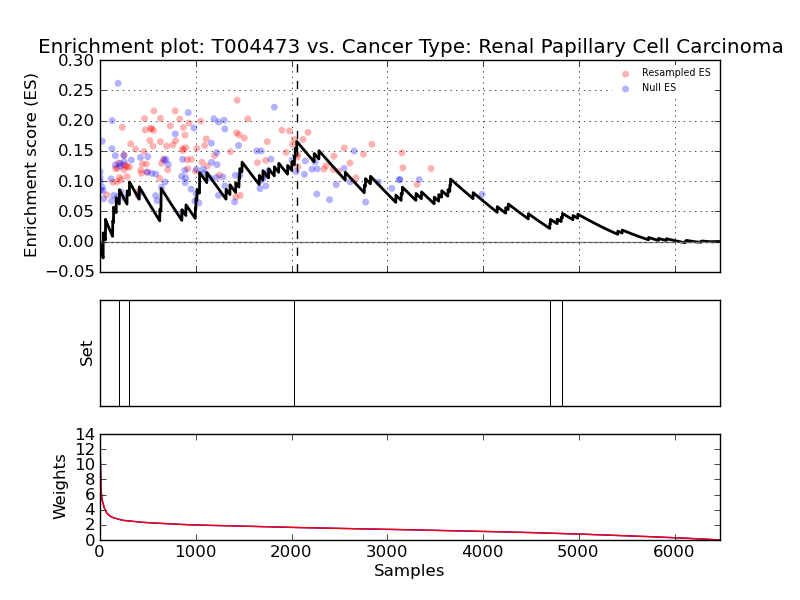 Enrichment plot: T004473 vs. Cancer Type: Renal Papillary Cell Carcinoma
Enrichment score (ES)
0.30
0.25
0.20
0.15
0.10
0.05
0.00
−0.05
Resampled ES
Null ES
Set
Weights
14
12
10
8
6
4
2
0
0 1000 2000 3000 4000 5000 6000
Samples